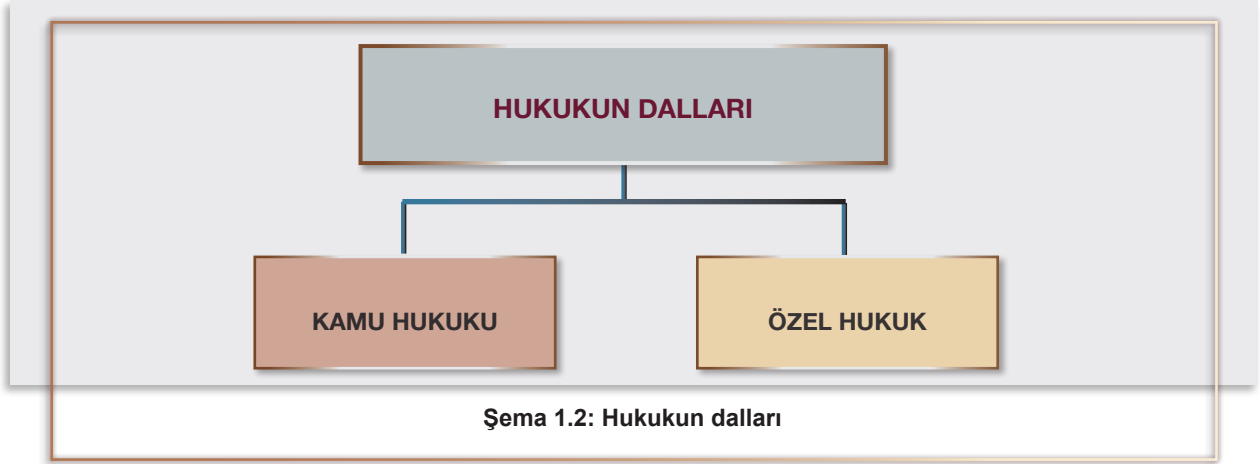 HUKUKUN DALLARI
KAMU HUKUKU
ÖZEL HUKUK
Şema 1.2: Hukukun dalları